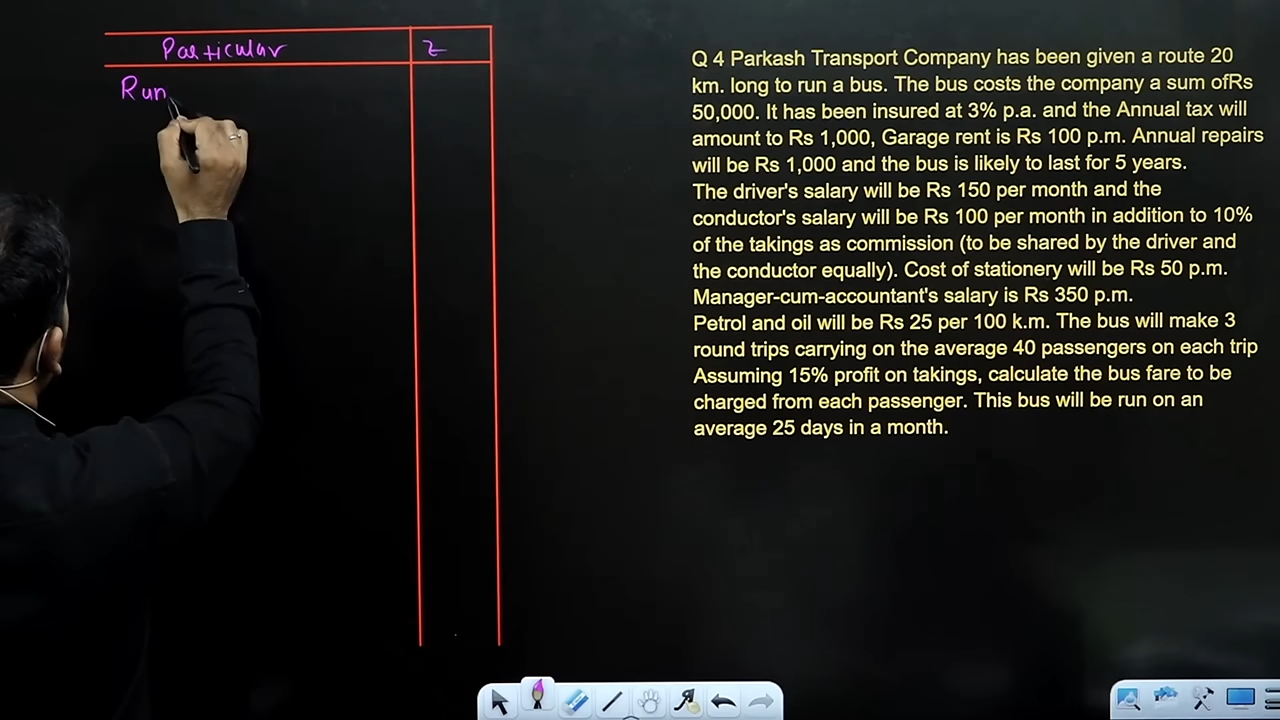 Particular ₹
Run
Q 4 Parkash Transport Company has been given a route 20
km. long to run a bus. The bus costs the company a sum ofRs
50,000. It has been insured at 3% p.a. and the Annual tax will
amount to Rs 1,000, Garage rent is Rs 100 p.m. Annual repairs
will be Rs 1,000 and the bus is likely to last for 5 years.
The driver's salary will be Rs 150 per month and the
conductor's salary will be Rs 100 per month in addition to 10%
of the takings as commission (to be shared by the driver and
the conductor equally). Cost of stationery will be Rs 50 p.m.
Manager-cum-accountant's salary is Rs 350 p.m.
Petrol and oil will be Rs 25 per 100 k.m. The bus will make 3
round trips carrying on the average 40 passengers on each trip
Assuming 15% profit on takings, calculate the bus fare to be
charged from each passenger. This bus will be run on an
average 25 days in a month.